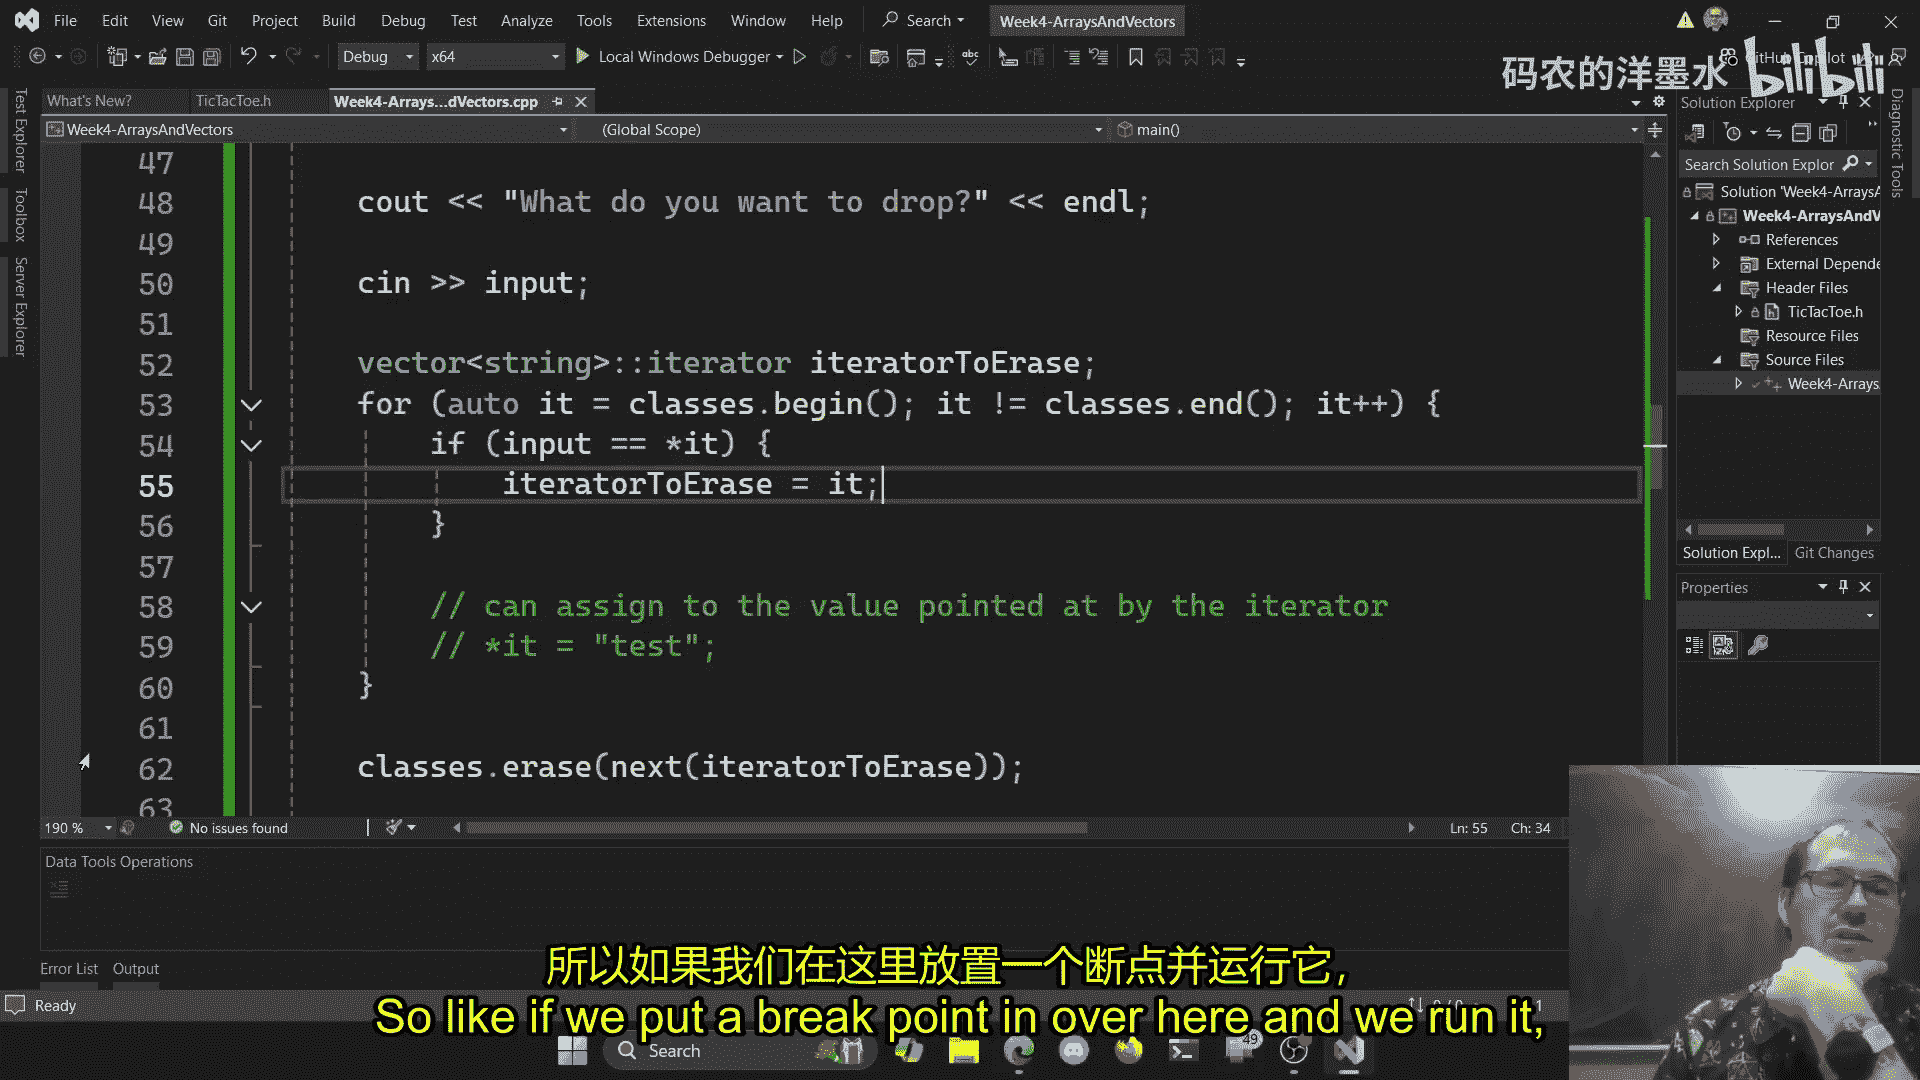 File Edit View Git Project Build Debug Test Analyze Tools Extensions Window Help Search Week4-ArraysAndVectors
Debug x64 Local Windows Debugger
码农的洋墨水 bilibili
What's New? TicTacToe.h Week4-Arrays...dVectors.cpp
Week4-ArraysAndVectors (Global Scope) main()
Test Explorer
Toolbox
Server Explorer
47
48 cout << "What do you want to drop?" << endl;
49
50 cin >> input;
51
52 vector<string>::iterator iteratorToErase;
53 for (auto it = classes.begin(); it != classes.end(); it++) {
54 if (input == *it) {
55 iteratorToErase = it;
56 }
57
58 // can assign to the value pointed at by the iterator
59 // *it = "test";
60 }
61
62 classes.erase(next(iteratorToErase));
63
190 % No issues found Ln: 55 Ch: 34
Data Tools Operations
Error List Output
Ready
Solution Explorer
Search Solution Explor
Solution 'Week4-ArraysA
Week4-ArraysAndV
References
External Depende
Header Files
TicTacToe.h
Resource Files
Source Files
Week4-Arrays.
Solution Expl... Git Changes
Properties
Diagnostic Tools
所以如果我们在这里放置一个断点并运行它，
So like if we put a break point in over here and we run it,
Search
49